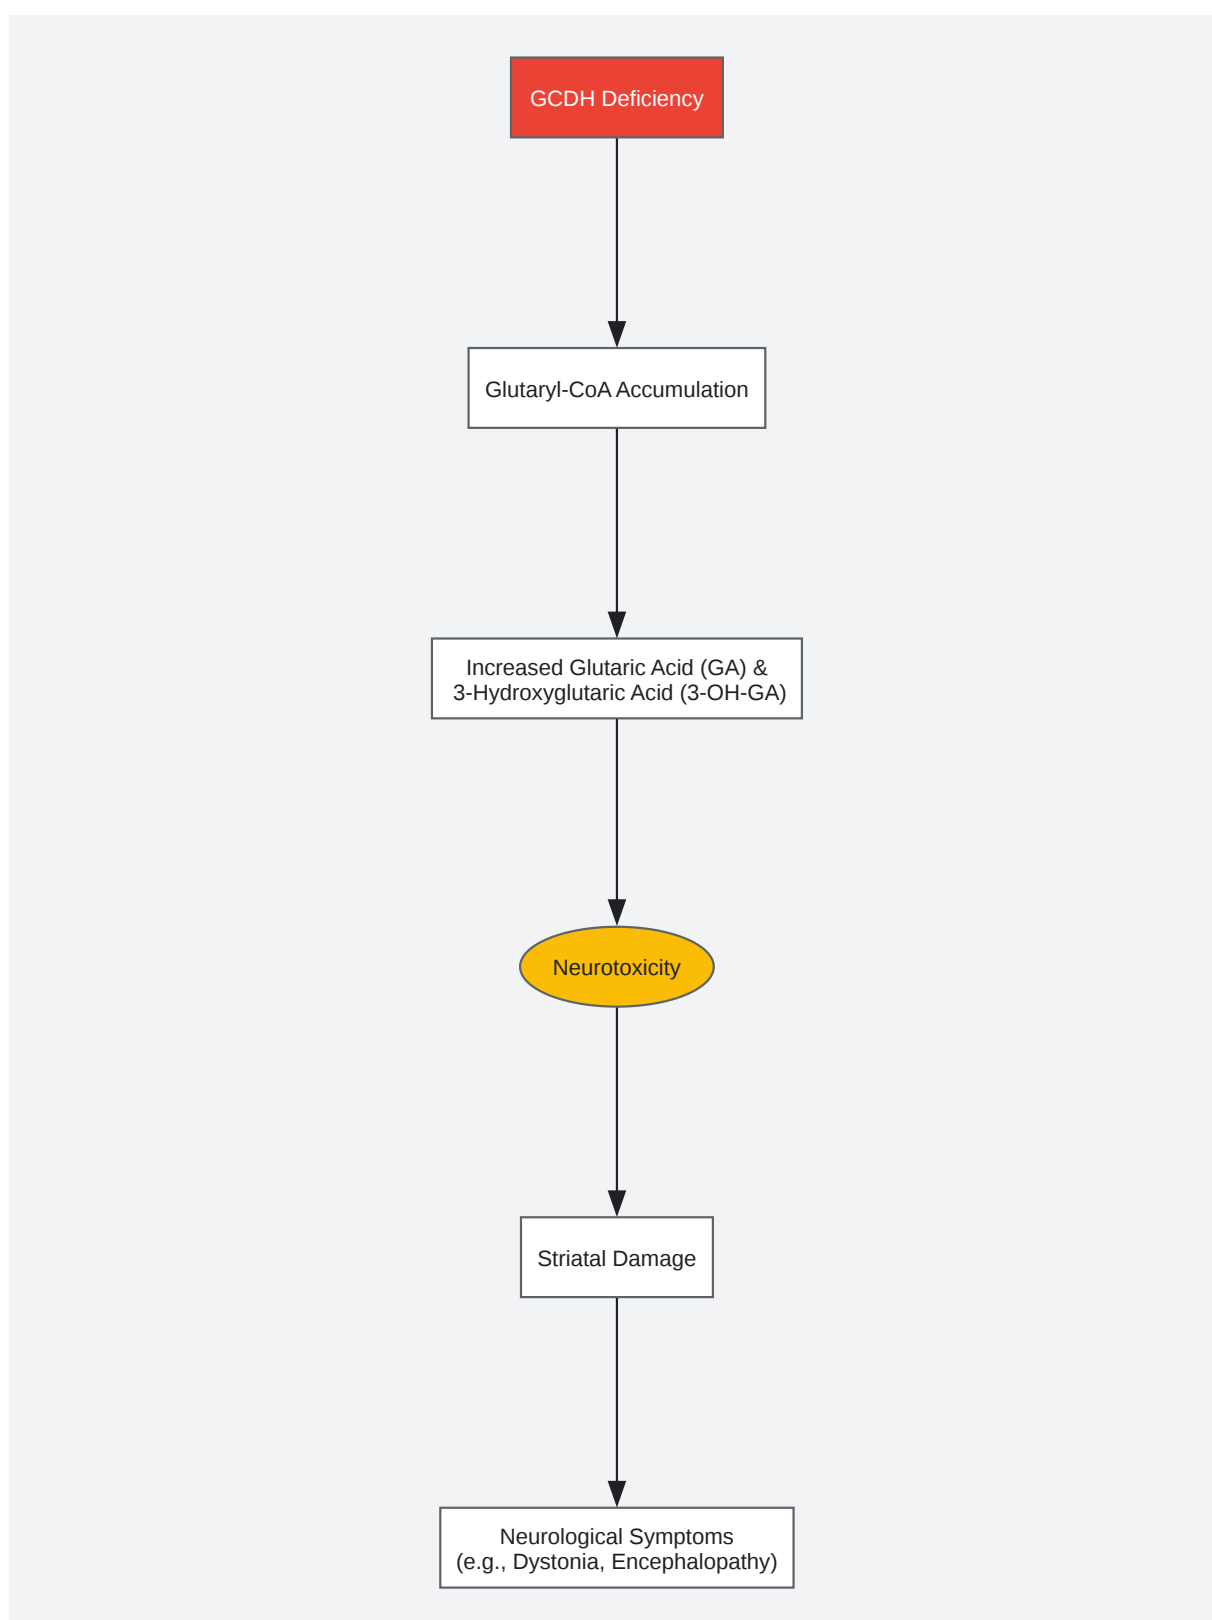 GCDH Deficiency
Glutaryl-CoA Accumulation
Increased Glutaric Acid (GA) &
3-Hydroxyglutaric Acid (3-OH-GA)
Neurotoxicity
Striatal Damage
Neurological Symptoms
(e.g., Dystonia, Encephalopathy)